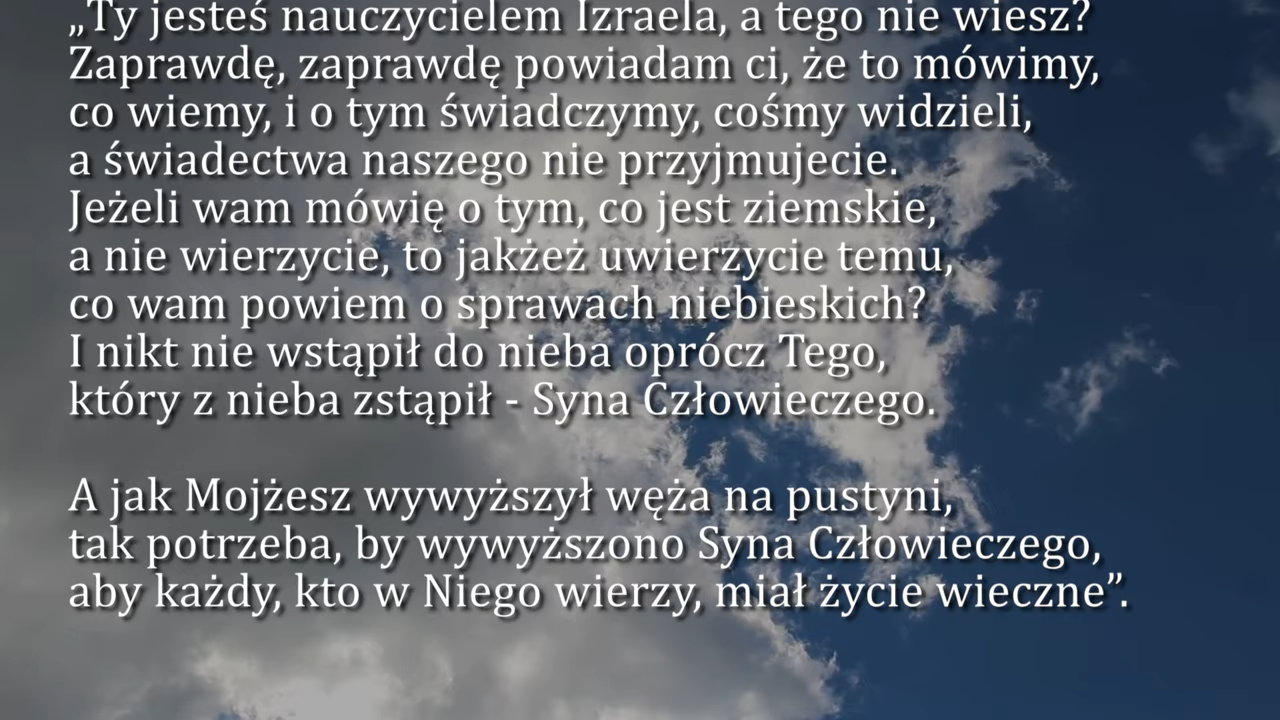 „Ty jesteś nauczycielem Izraela, a tego nie wiesz?
Zaprawdę, zaprawdę powiadam ci, że to mówimy,
co wiemy, i o tym świadczymy, cośmy widzieli,
a świadectwa naszego nie przyjmujecie.
Jeżeli wam mówię o tym, co jest ziemskie,
a nie wierzycie, to jakżeż uwierzycie temu,
co wam powiem o sprawach niebieskich?
I nikt nie wstąpił do nieba oprócz Tego,
który z nieba zstąpił - Syna Człowieczego.
A jak Mojżesz wywyższył węża na pustyni,
tak potrzeba, by wywyższono Syna Człowieczego,
aby każdy, kto w Niego wierzy, miał życie wieczne”.